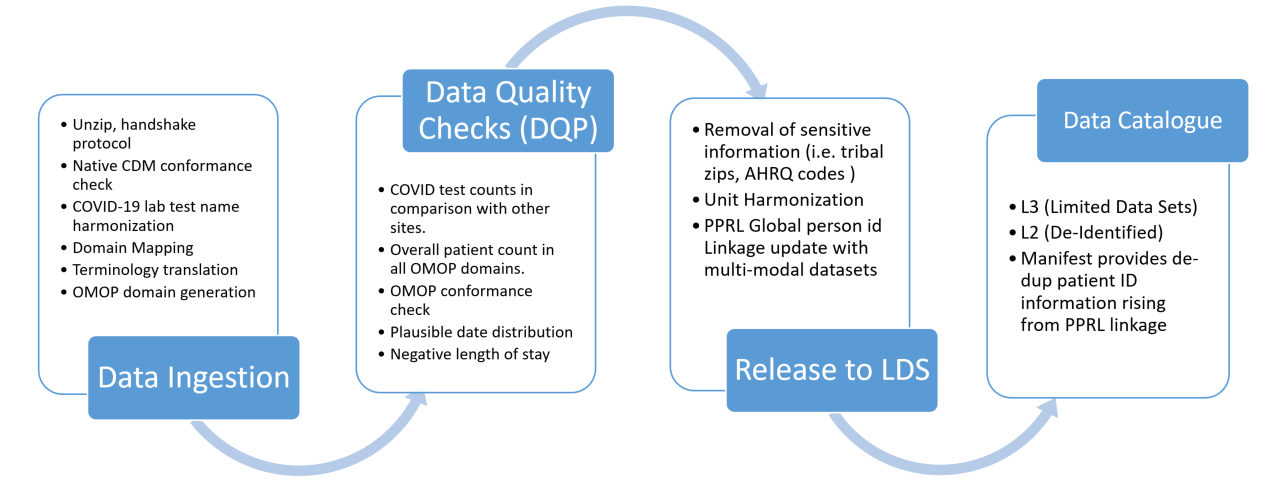 • Unzip, handshake
protocol
• Native CDM conformance
check
• COVID-19 lab test name
harmonization
• Domain Mapping
• Terminology translation
• OMOP domain generation
Data Ingestion
Data Quality
Checks (DQP)
• COVID test counts in
comparison with other
sites.
• Overall patient count in
all OMOP domains.
• OMOP conformance
check
• Plausible date distribution
• Negative length of stay
• Removal of sensitive
information (i.e. tribal
zips, AHRQ codes )
• Unit Harmonization
• PPRL Global person id
Linkage update with
multi-modal datasets
Release to LDS
Data Catalogue
• L3 (Limited Data Sets)
• L2 (De-Identified)
• Manifest provides de-
dup patient ID
information rising
from PPRL linkage